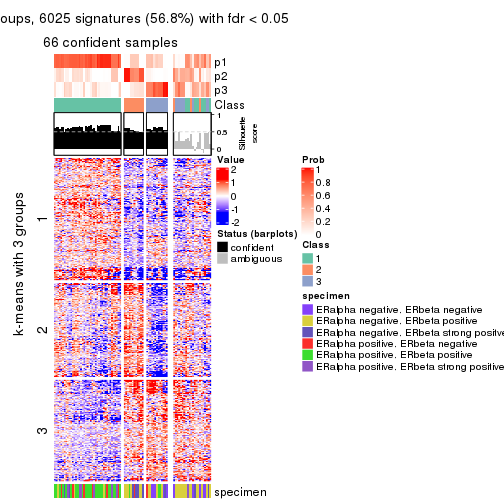 oups, 6025 signatures (56.8%) with fdr < 0.05
66 confident samples
p1
p2
p3
Class
1
0.5
0
Silhouette
score
k-means with 3 groups
1
2
3
Value
2
1
0
-1
-2
Status (barplots)
confident
ambiguous
Prob
1
0.8
0.6
0.4
0.2
0
Class
1
2
3
specimen
ERalpha negative. ERbeta negative
ERalpha negative. ERbeta positive
ERalpha negative. ERbeta strong positive
ERalpha positive. ERbeta negative
ERalpha positive. ERbeta positive
ERalpha positive. ERbeta strong positive
specimen